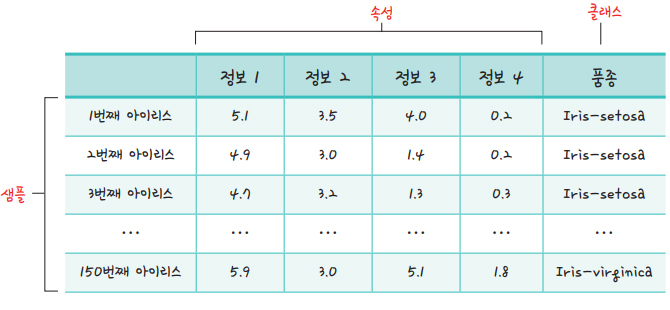 속성 클래스
정보 1 정보 2 정보 3 정보 4 품종
샘플
1번째 아이리스 5.1 3.5 4.0 0.2 Iris-setosa
2번째 아이리스 4.9 3.0 1.4 0.2 Iris-setosa
3번째 아이리스 4.7 3.2 1.3 0.3 Iris-setosa
... ... ... ... ... ...
150번째 아이리스 5.9 3.0 5.1 1.8 Iris-virginica